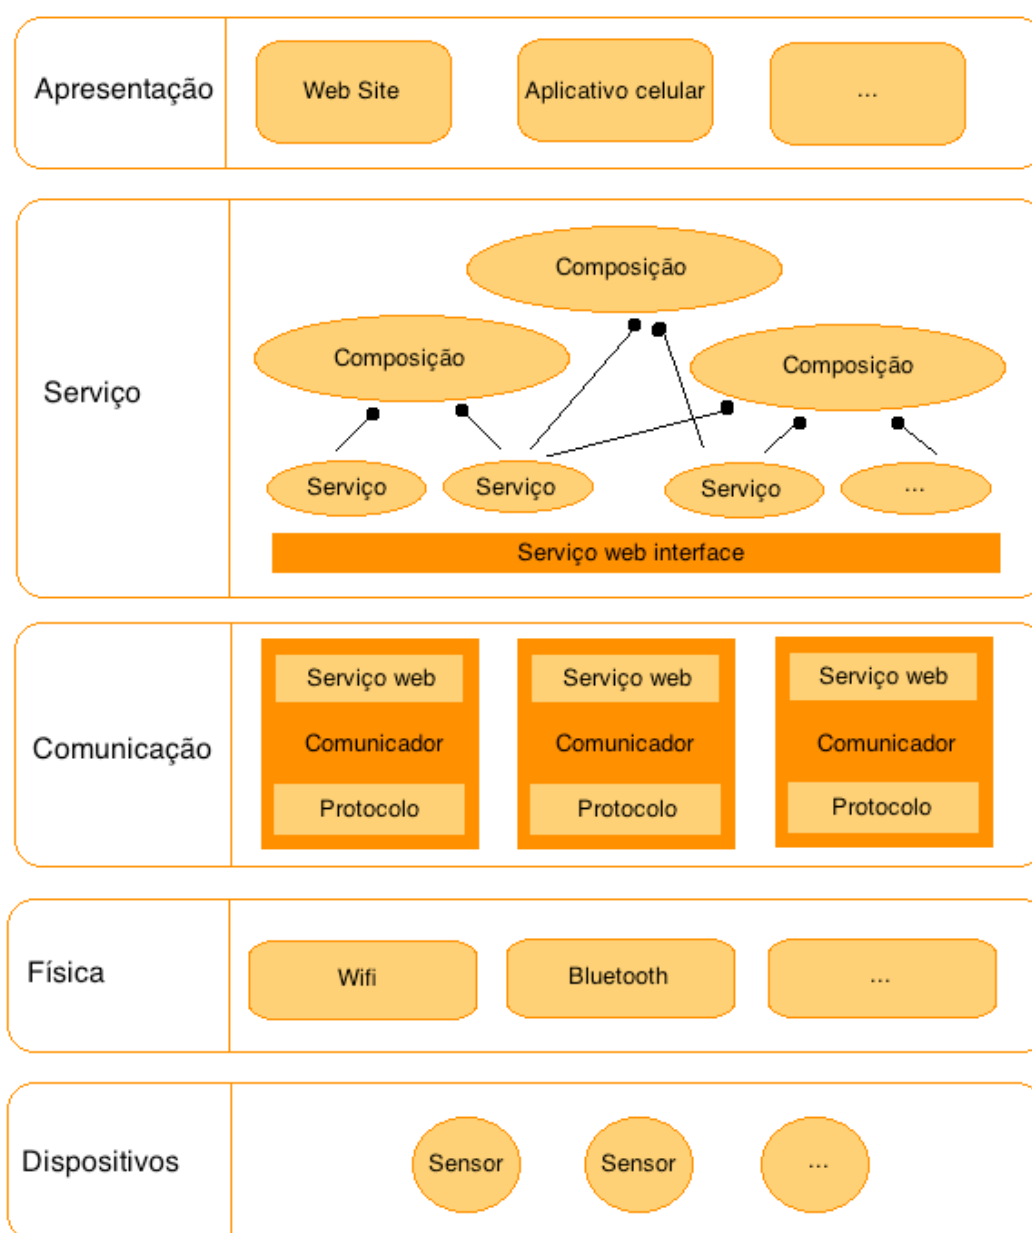 Apresentação
Web Site
Aplicativo celular
...
Serviço
Composição
Composição
Composição
Serviço
Serviço
Serviço
...
Serviço web interface
Comunicação
Serviço web
Comunicador
Protocolo
Serviço web
Comunicador
Protocolo
Serviço web
Comunicador
Protocolo
Física
Wifi
Bluetooth
...
Dispositivos
Sensor
Sensor
...